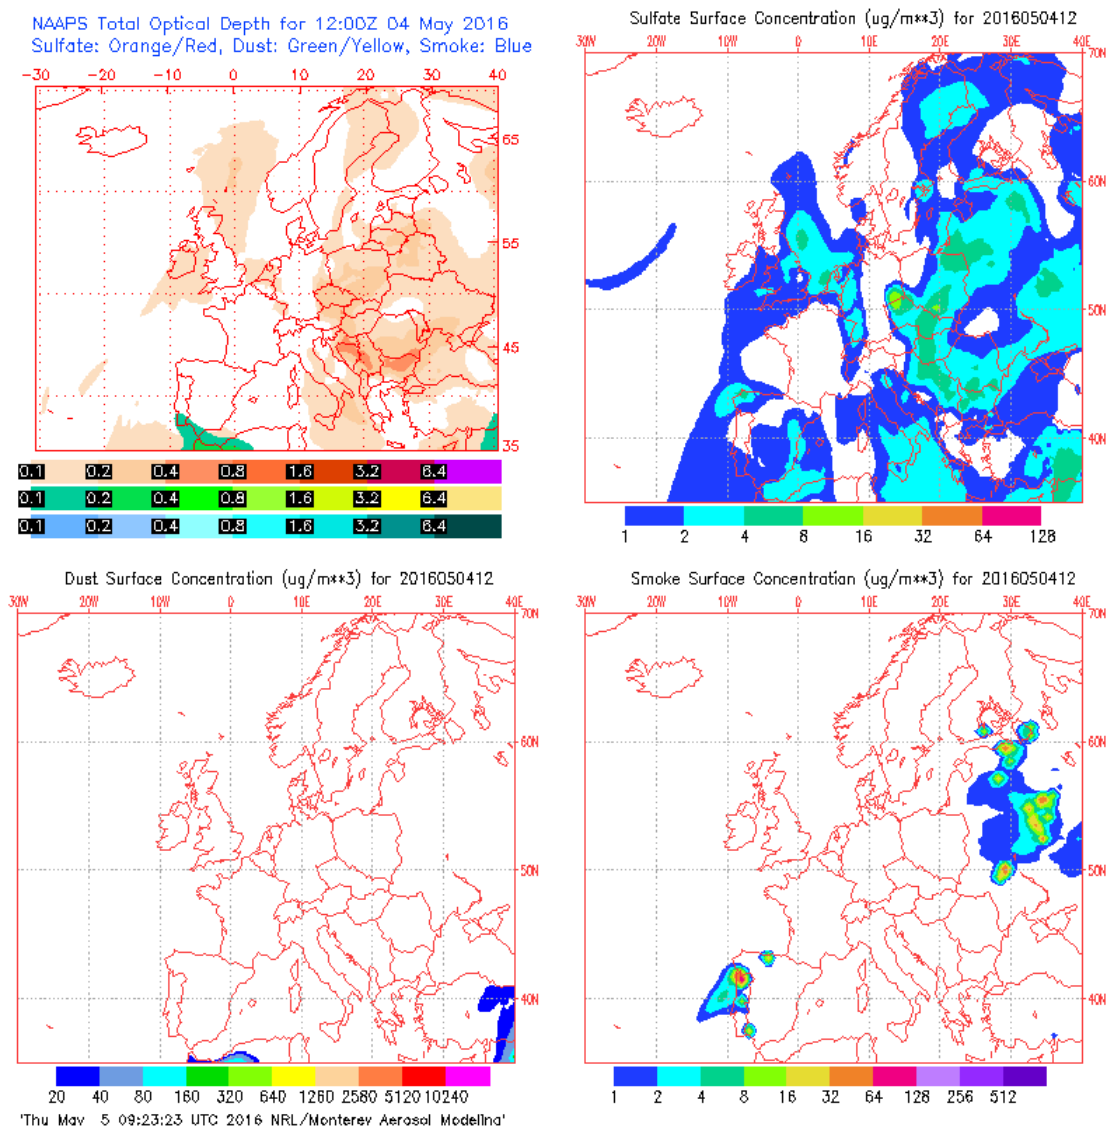 NAAPS Total Optical Depth for 12:00Z 04 May 2016
Sulfate: Orange/Red, Dust: Green/Yellow, Smoke: Blue
-30 -20 -10 0 10 20 30 40
65
55
45
35
0.1 0.2 0.4 0.8 1.6 3.2 6.4
0.1 0.2 0.4 0.8 1.6 3.2 6.4
0.1 0.2 0.4 0.8 1.6 3.2 6.4
Sulfate Surface Concentration (ug/m**3) for 2016050412
30W 20W 10W 0 10E 20E 30E 40E
70N
60N
50N
40N
1 2 4 8 16 32 64 128
Dust Surface Concentration (ug/m**3) for 2016050412
30W 20W 10W 0 10E 20E 30E 40E
70N
60N
50N
40N
20 40 80 160 320 640 1260 2580 5120 10240
Smoke Surface Concentration (ug/m**3) for 2016050412
30W 20W 10W 0 10E 20E 30E 40E
70N
60N
50N
40N
1 2 4 8 16 32 64 128 256 512
'Thu May 5 09:23:23 UTC 2016 NRL/Monterey Aerosol Modeling'